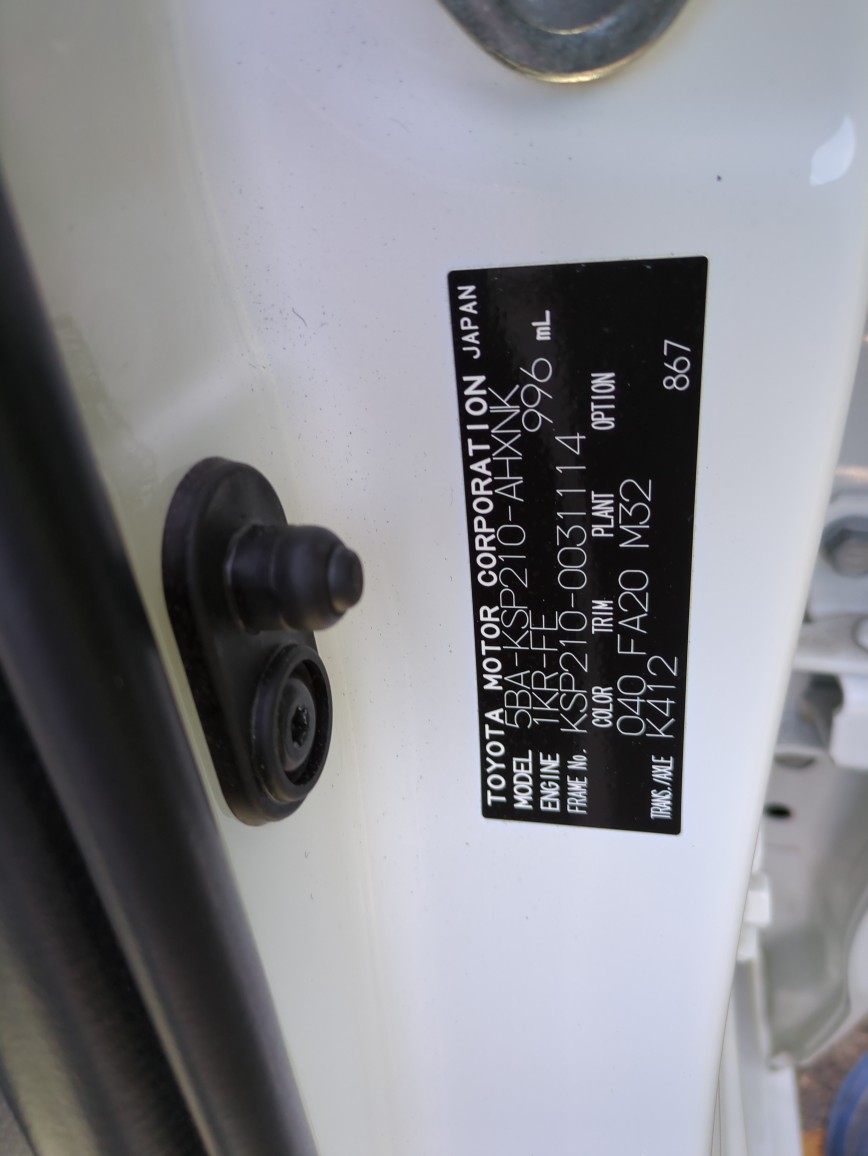 TOYOTA MOTOR CORPORATION JAPAN
MODEL 5BA-KSP210-AHXNK
ENGINE 1KR-FE 996 mL
FRAME No. KSP210-0031114
COLOR TRIM PLANT OPTION
040 FA20 M32
TRANS./AXLE K412 867